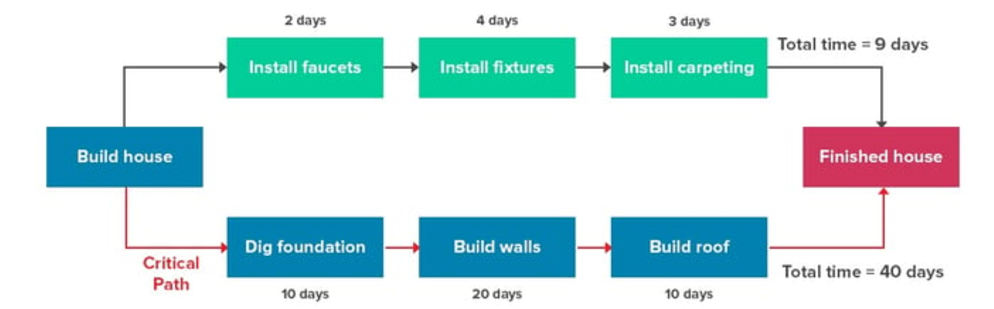 2 days
4 days
3 days
Install faucets
Install fixtures
Install carpeting
Total time = 9 days
Build house
Finished house
Critical
Path
Dig foundation
Build walls
Build roof
Total time = 40 days
10 days
20 days
10 days